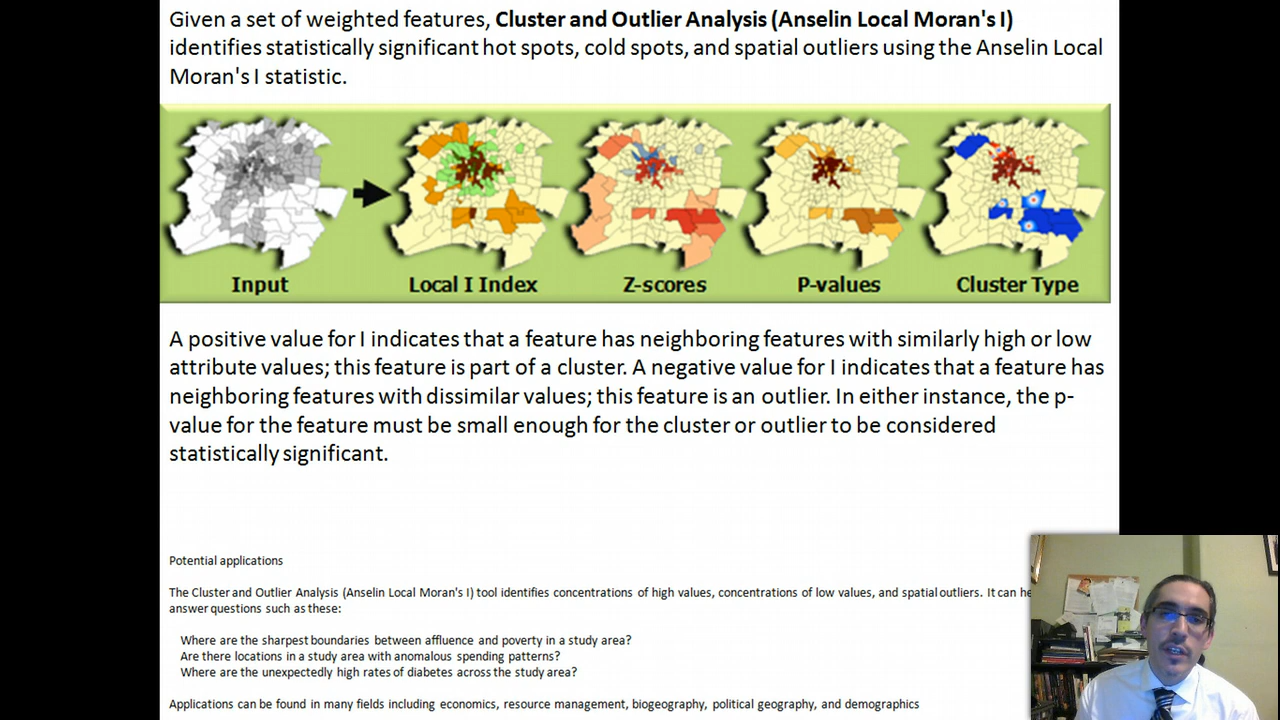 Given a set of weighted features, Cluster and Outlier Analysis (Anselin Local Moran's I)
identifies statistically significant hot spots, cold spots, and spatial outliers using the Anselin Local
Moran's I statistic.
Input
Local I Index
Z-scores
P-values
Cluster Type
A positive value for I indicates that a feature has neighboring features with similarly high or low
attribute values; this feature is part of a cluster. A negative value for I indicates that a feature has
neighboring features with dissimilar values; this feature is an outlier. In either instance, the p-
value for the feature must be small enough for the cluster or outlier to be considered
statistically significant.
Potential applications
The Cluster and Outlier Analysis (Anselin Local Moran's I) tool identifies concentrations of high values, concentrations of low values, and spatial outliers. It can
answer questions such as these:
Where are the sharpest boundaries between affluence and poverty in a study area?
Are there locations in a study area with anomalous spending patterns?
Where are the unexpectedly high rates of diabetes across the study area?
Applications can be found in many fields including economics, resource management, biogeography, political geography, and demographics